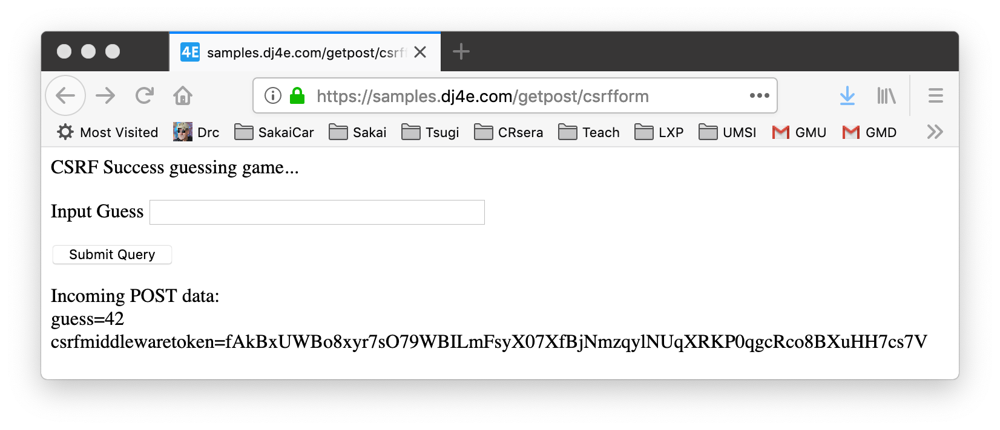 4E samples.dj4e.com/getpost/csrf
https://samples.dj4e.com/getpost/csrfform
Most Visited Drc SakaiCar Sakai Tsugi CRsera Teach LXP UMSI GMU GMD
CSRF Success guessing game...
Input Guess
Submit Query
Incoming POST data:
guess=42
csrfmiddlewaretoken=fAkBxUWBo8xyr7sO79WBILmFsyX07XfBjNmzqylNUqXRKP0qgcRco8BXuHH7cs7V